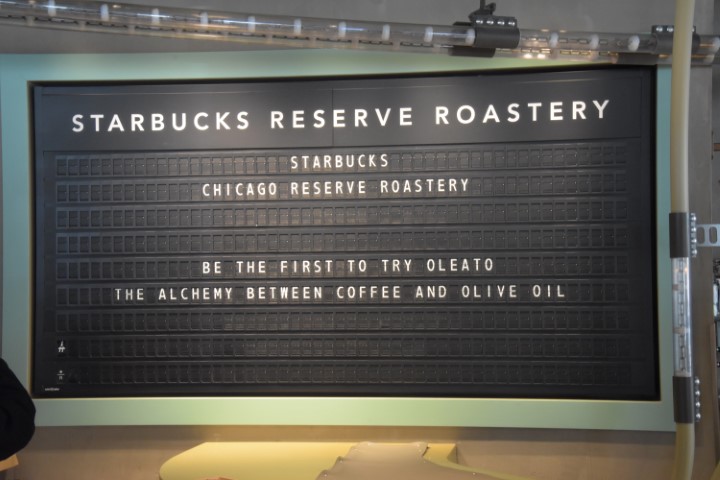 STARBUCKS RESERVE ROASTERY
STARBUCKS
CHICAGO RESERVE ROASTERY
BE THE FIRST TO TRY OLEATO
THE ALCHEMY BETWEEN COFFEE AND OLIVE OIL